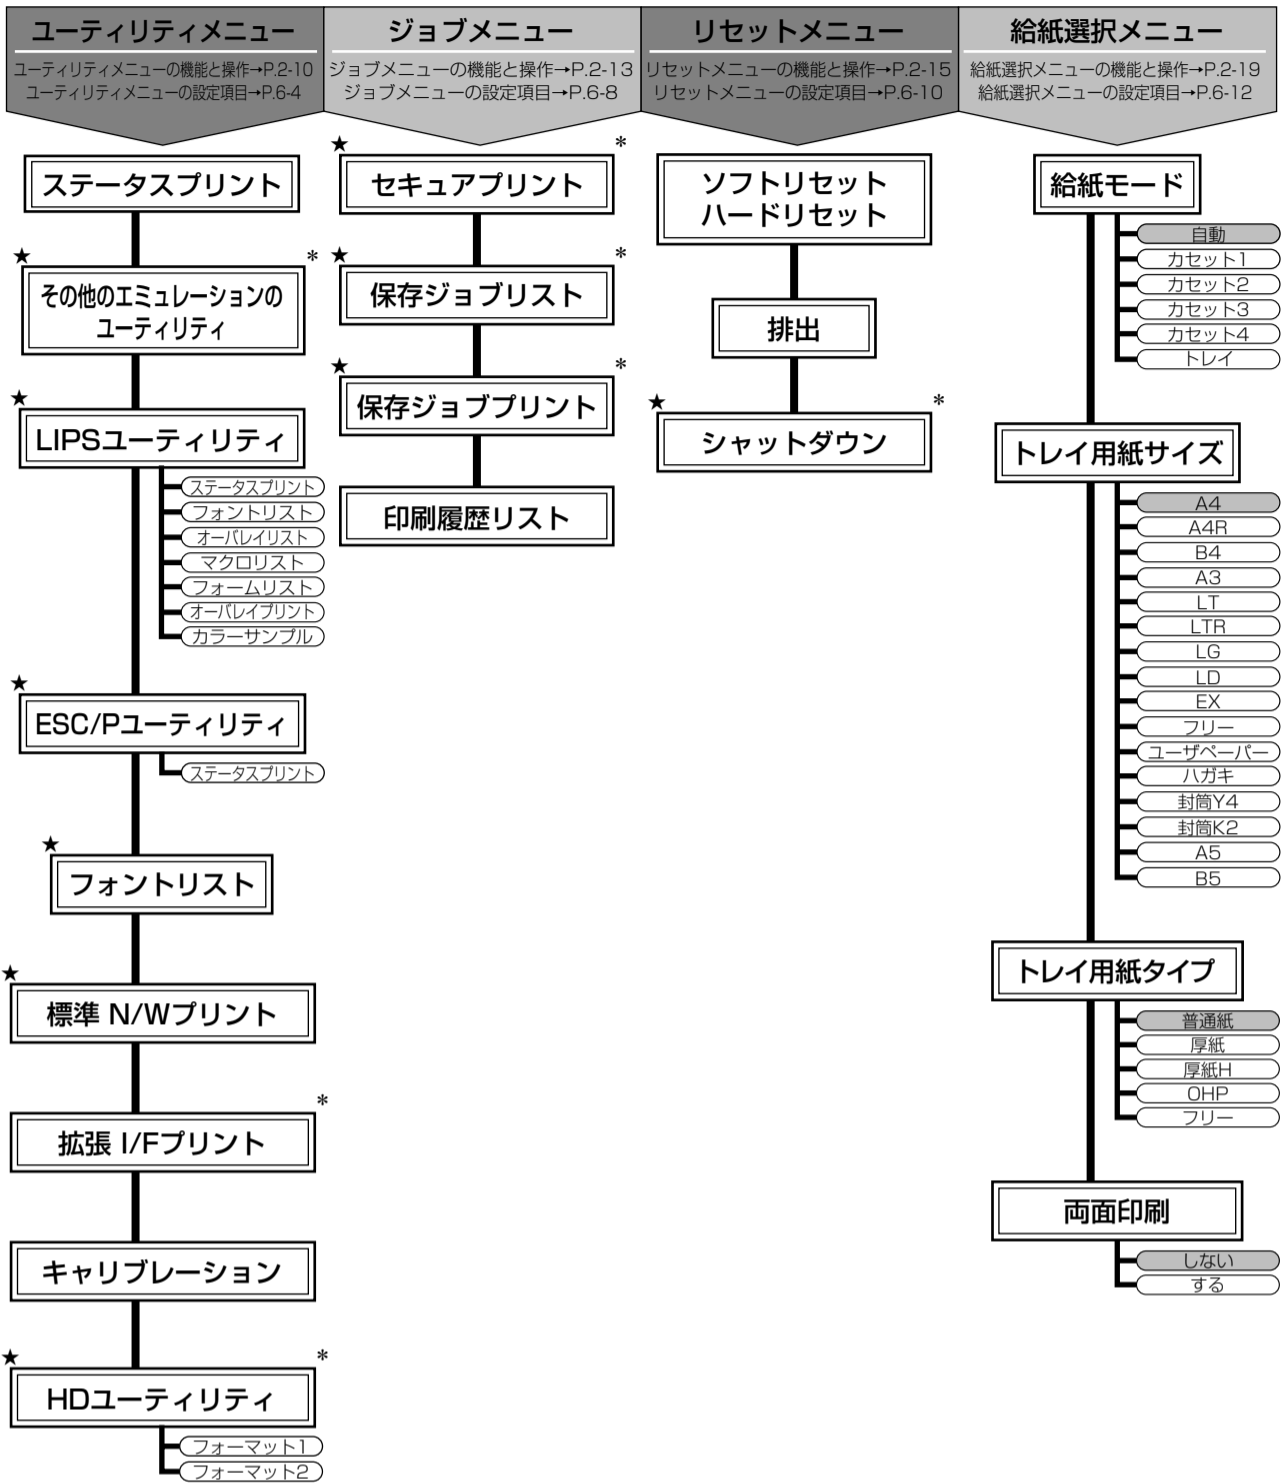 ユーティリティメニュー
ユーティリティメニューの機能と操作→P.2-10
ユーティリティメニューの設定項目→P.6-4
ステータスプリント
★ *
その他のエミュレーションの
ユーティリティ
★
LIPSユーティリティ
ステータスプリント
フォントリスト
オーバレイリスト
マクロリスト
フォームリスト
オーバレイプリント
カラーサンプル
★
ESC/Pユーティリティ
ステータスプリント
★
フォントリスト
★
標準 N/Wプリント
*
拡張 I/Fプリント
キャリブレーション
★ *
HDユーティリティ
フォーマット1
フォーマット2
ジョブメニュー
ジョブメニューの機能と操作→P.2-13
ジョブメニューの設定項目→P.6-8
★ *
セキュアプリント
★ *
保存ジョブリスト
★ *
保存ジョブプリント
印刷履歴リスト
リセットメニュー
リセットメニューの機能と操作→P.2-15
リセットメニューの設定項目→P.6-10
ソフトリセット
ハードリセット
排出
★ *
シャットダウン
給紙選択メニュー
給紙選択メニューの機能と操作→P.2-19
給紙選択メニューの設定項目→P.6-12
給紙モード
自動
カセット1
カセット2
カセット3
カセット4
トレイ
トレイ用紙サイズ
A4
A4R
B4
A3
LT
LTR
LG
LD
EX
フリー
ユーザペーパー
ハガキ
封筒Y4
封筒K2
A5
B5
トレイ用紙タイプ
普通紙
厚紙
厚紙H
OHP
フリー
両面印刷
しない
する